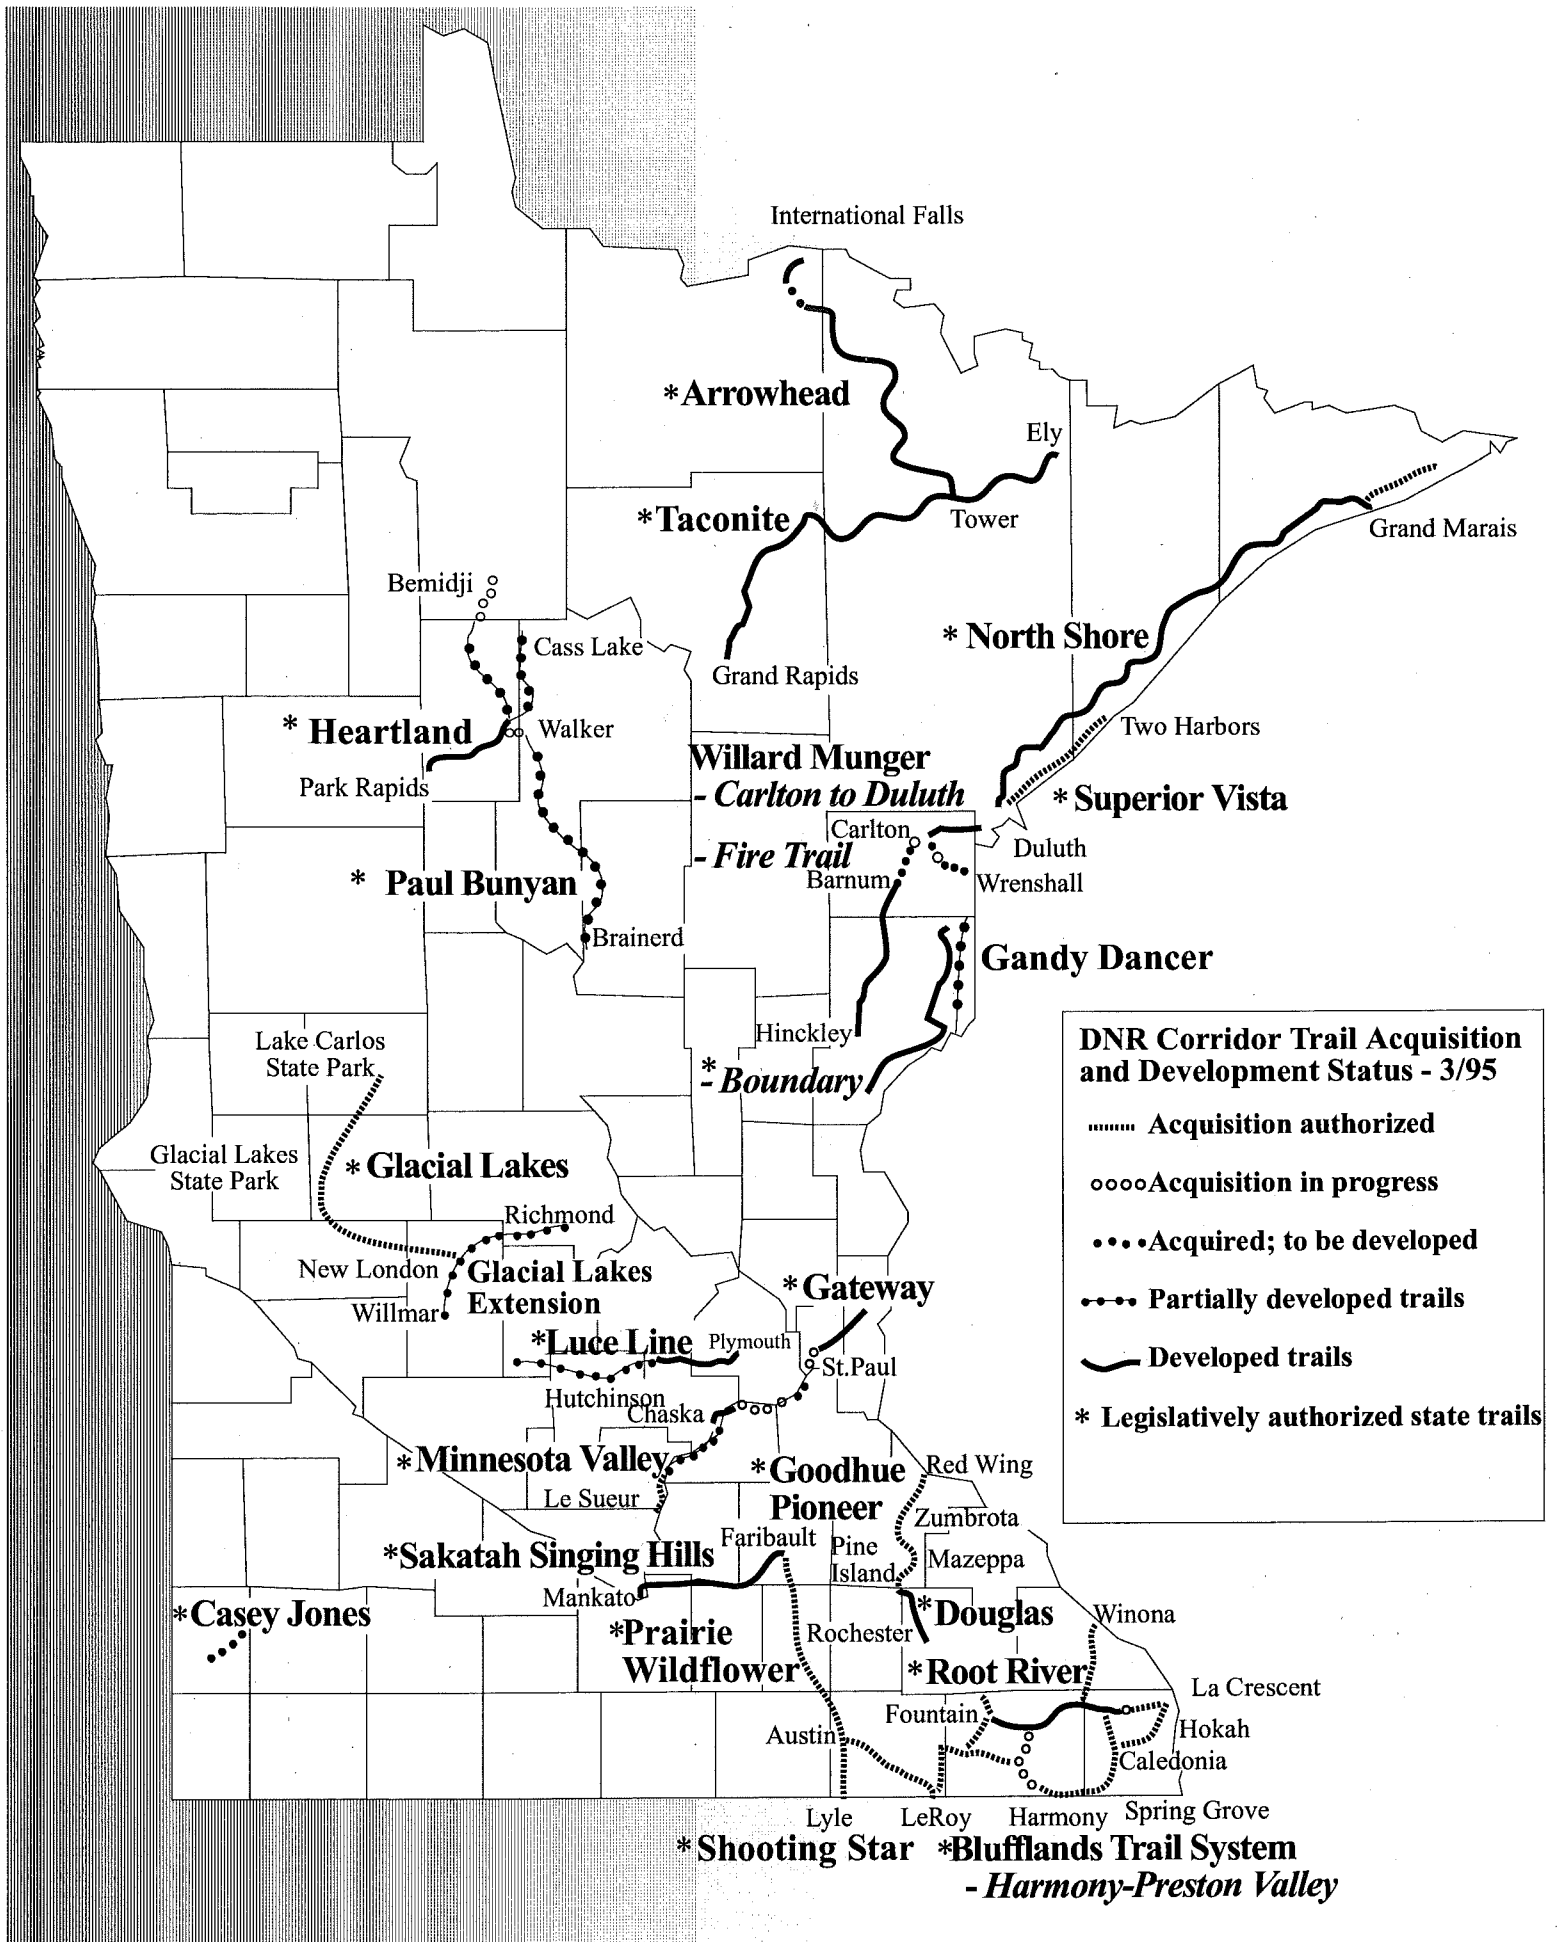 International Falls
*Arrowhead
Ely
*Taconite
Tower
Grand Marais
Bemidji
* North Shore
Cass Lake
Grand Rapids
* Heartland
Walker
Two Harbors
Park Rapids
Willard Munger
- Carlton to Duluth
* Superior Vista
Carlton
Duluth
- Fire Trail
Barnum
Wrenshall
* Paul Bunyan
Brainerd
Gandy Dancer
Hinckley
Lake Carlos
State Park
*
- Boundary
DNR Corridor Trail Acquisition
and Development Status - 3/95
Acquisition authorized
Acquisition in progress
Acquired; to be developed
Partially developed trails
Developed trails
* Legislatively authorized state trails
Glacial Lakes
State Park
* Glacial Lakes
Richmond
New London
Glacial Lakes
Extension
Willmar
* Gateway
*Luce Line
Plymouth
St.Paul
Hutchinson
Chaska
*Minnesota Valley
*Goodhue
Pioneer
Red Wing
Le Sueur
Zumbrota
Faribault
Pine
Island
Mazeppa
*Sakatah Singing Hills
Mankato
*Casey Jones
*Prairie
Wildflower
Rochester
*Douglas
Winona
*Root River
La Crescent
Fountain
Hokah
Austin
Caledonia
Lyle
LeRoy
Harmony
Spring Grove
*Shooting Star
*Blufflands Trail System
- Harmony-Preston Valley